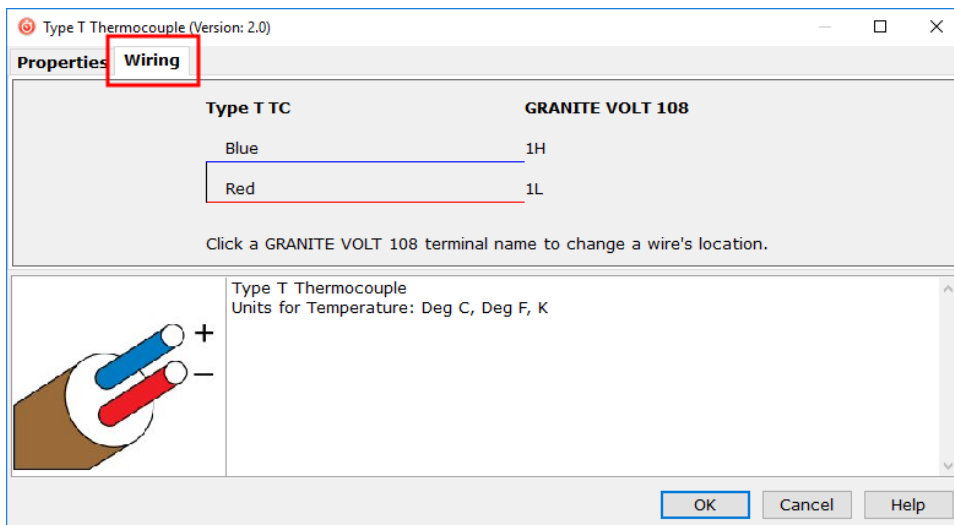 Type T Thermocouple (Version: 2.0)
Properties Wiring
Type T TC GRANITE VOLT 108
Blue 1H
Red 1L
Click a GRANITE VOLT 108 terminal name to change a wire's location.
+
−
Type T Thermocouple
Units for Temperature: Deg C, Deg F, K
OK Cancel Help